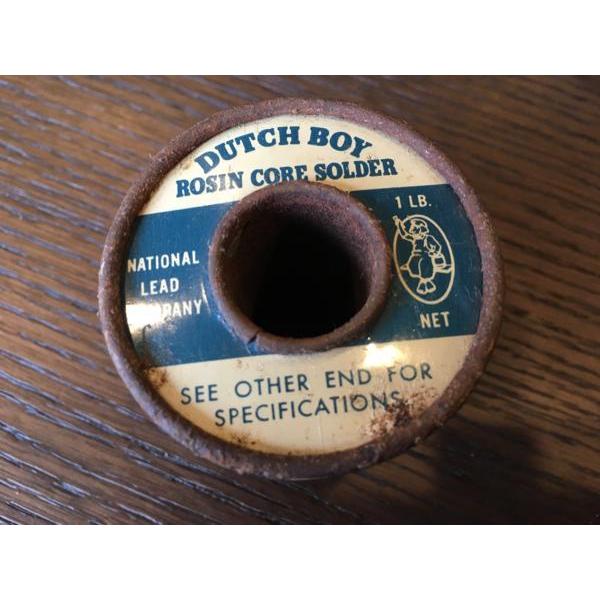 DUTCH BOY
ROSIN CORE SOLDER
1 LB.
NET
NATIONAL
LEAD
SEE OTHER END FOR
SPECIFICATIONS